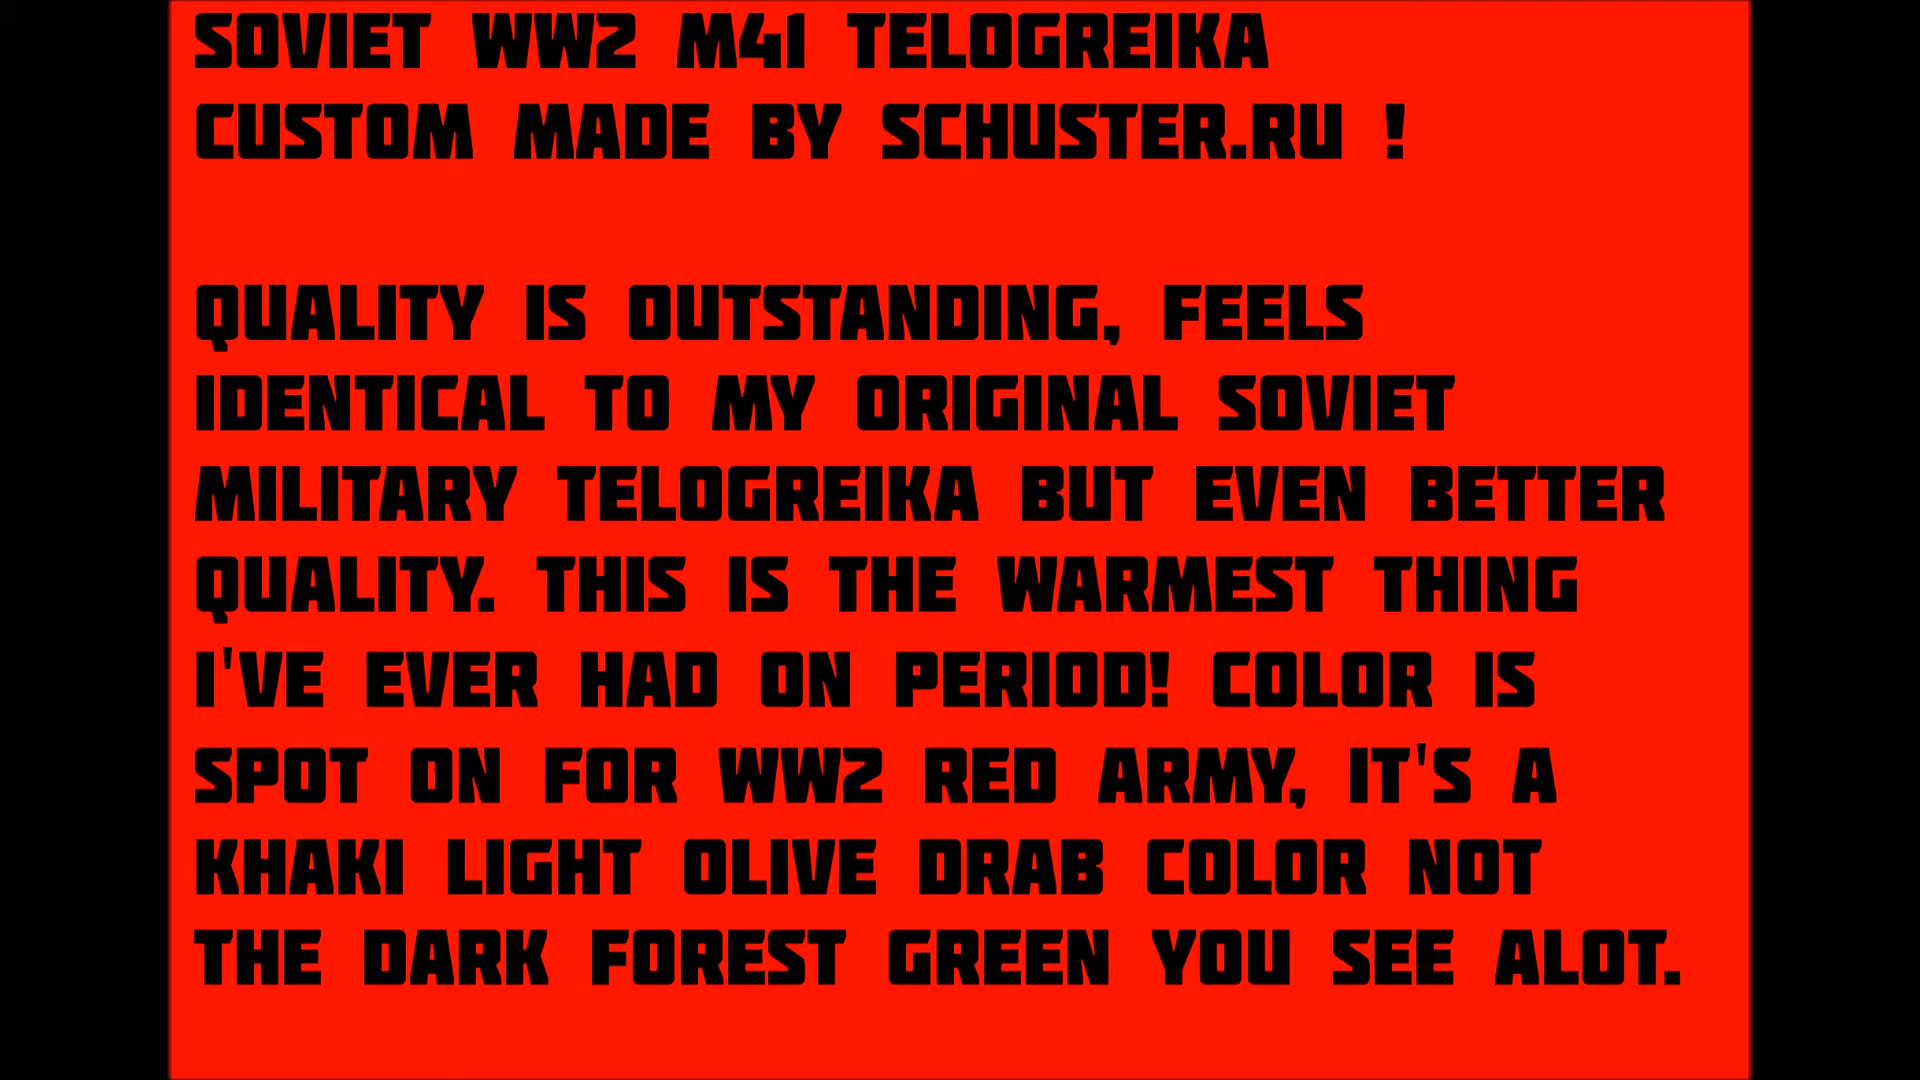 SOVIET WW2 M41 TELOGREIKA
CUSTOM MADE BY SCHUSTER.RU !
QUALITY IS OUTSTANDING, FEELS
IDENTICAL TO MY ORIGINAL SOVIET
MILITARY TELOGREIKA BUT EVEN BETTER
QUALITY. THIS IS THE WARMEST THING
I'VE EVER HAD ON PERIOD! COLOR IS
SPOT ON FOR WW2 RED ARMY, IT'S A
KHAKI LIGHT OLIVE DRAB COLOR NOT
THE DARK FOREST GREEN YOU SEE ALOT.